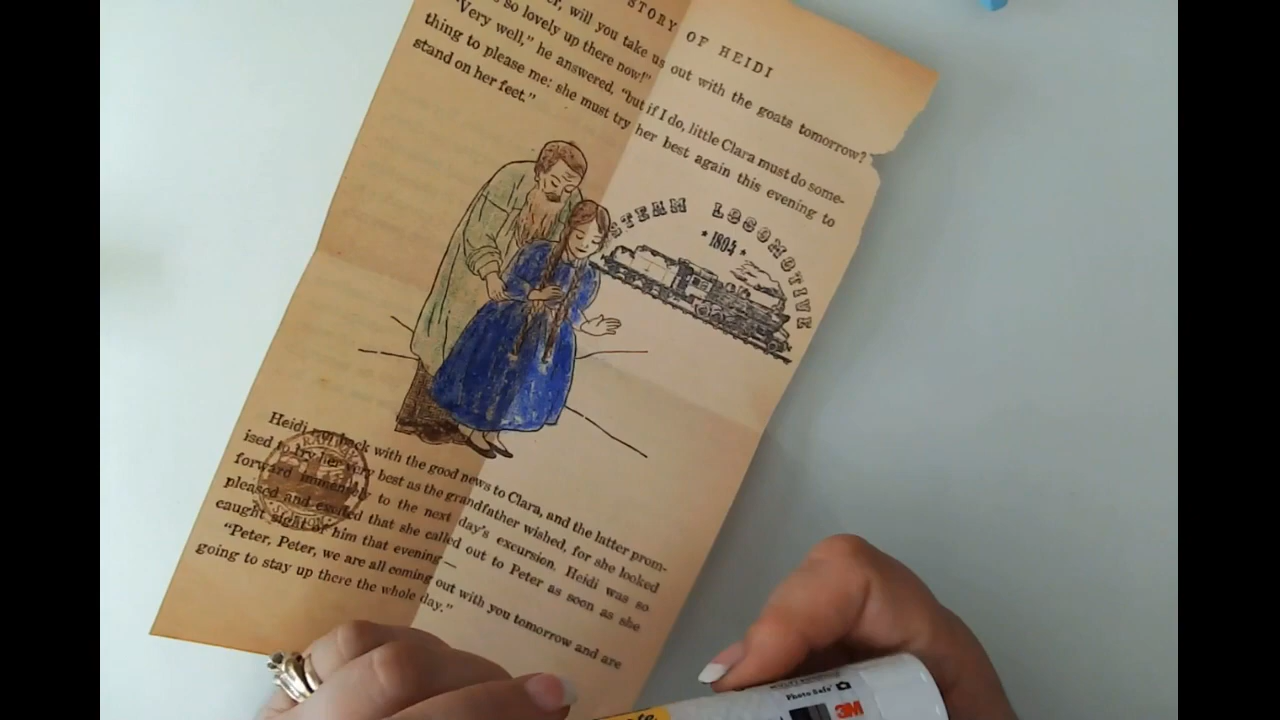 STORY OF HEIDI
er, will you take us out with the goats tomorrow?
s so lovely up there now!"
"Very well," he answered, "but if I do, little Clara must do some-
thing to please me: she must try her best again this evening to
stand on her feet."
STEAM LOCOMOTIVE
* 1804 *
Heidi back with the good news to Clara, and the latter prom-
ised to try her very best as the grandfather wished, for she looked
forward immensely to the next day's excursion. Heidi was so
pleased and excited that she called out to Peter as soon as she
caught sight of him that evening—
"Peter, Peter, we are all coming out with you tomorrow and are
going to stay up there the whole day."
RAILWAY
STATION
Photo Safe
3M